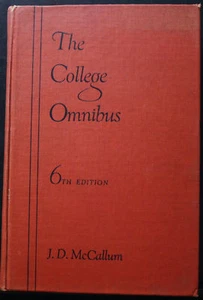 The
College
Omnibus
6TH EDITION
J. D. McCallum